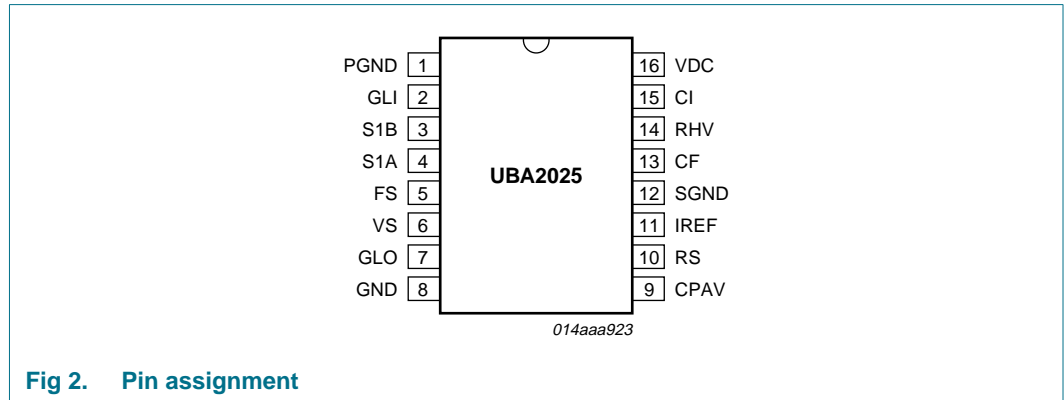 PGND 1 16 VDC
GLI 2 15 CI
S1B 3 14 RHV
S1A 4 13 CF
UBA2025
FS 5 12 SGND
VS 6 11 IREF
GLO 7 10 RS
GND 8 9 CPAV
014aaa923
Fig 2. Pin assignment